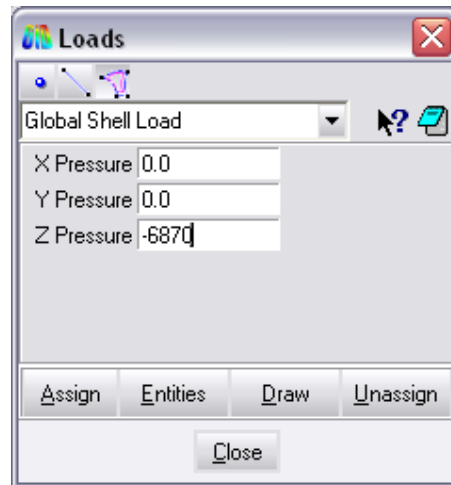 Loads
Global Shell Load
?
X Pressure 0.0
Y Pressure 0.0
Z Pressure -6870
Assign Entities Draw Unassign
Close